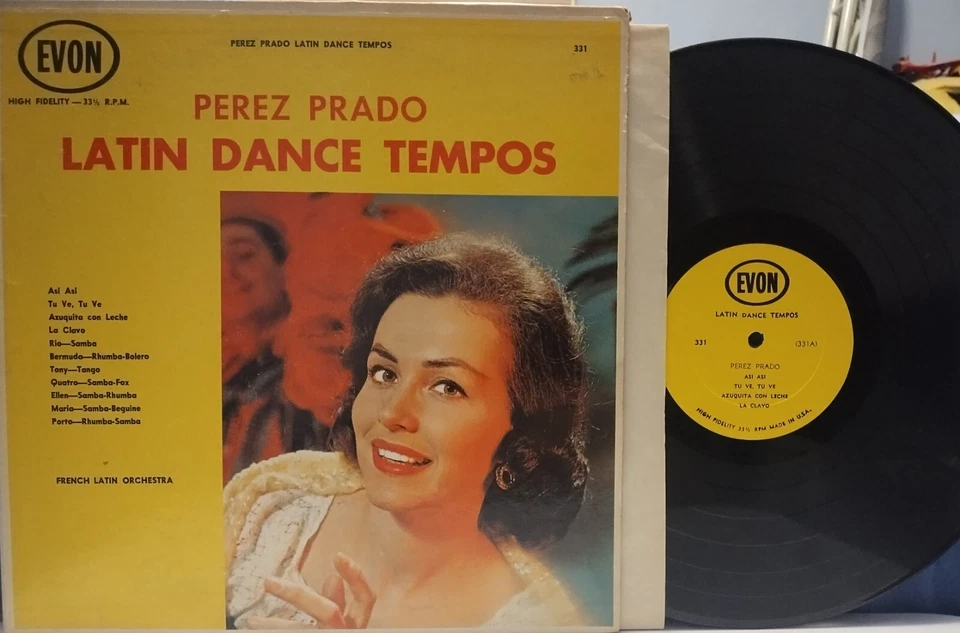 EVON
PEREZ PRADO LATIN DANCE TEMPOS
331
HIGH FIDELITY — 33⅓ R.P.M.
PEREZ PRADO
LATIN DANCE TEMPOS
Asi Asi
Tu Ve, Tu Ve
Azuquita con Leche
La Clavo
Rio—Samba
Bermuda—Rhumba-Bolero
Tony—Tango
Quatro—Samba-Fox
Ellen—Samba-Rhumba
Maria—Samba-Beguine
Porto—Rhumba-Samba
FRENCH LATIN ORCHESTRA
EVON
LATIN DANCE TEMPOS
331
(331A)
PEREZ PRADO
ASI ASI
TU VE, TU VE
AZUQUITA CON LECHE
LA CLAVO
HIGH FIDELITY 33⅓ RPM MADE IN U.S.A.